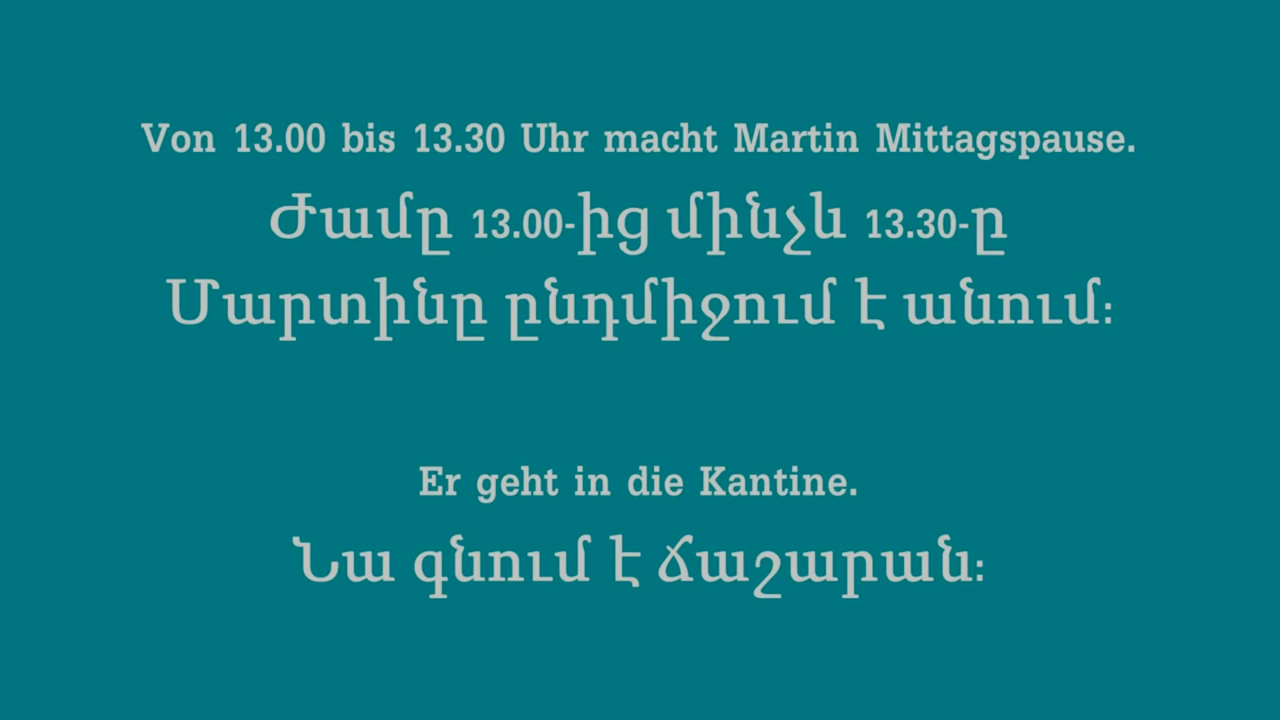 Von 13.00 bis 13.30 Uhr macht Martin Mittagspause.
Ժամը 13.00-ից մինչև 13.30-ը
Մարտինը ընդմիջում է անում։
Er geht in die Kantine.
Նա գնում է ճաշարան։